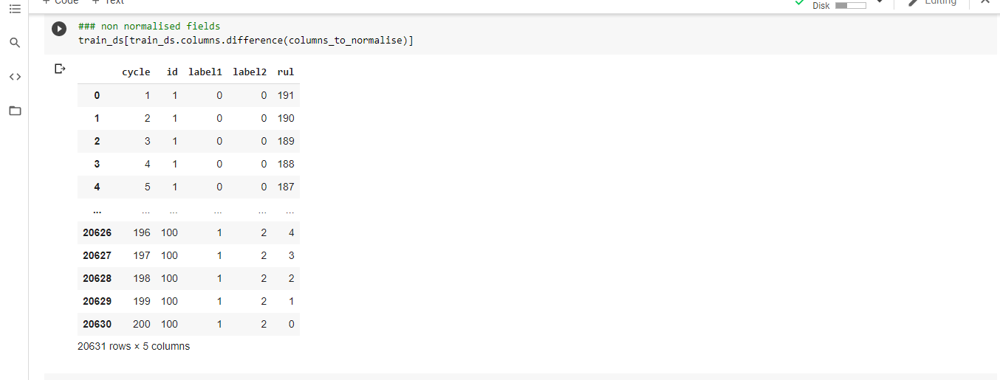 + Code + Text
Disk
Editing
### non normalised fields
train_ds[train_ds.columns.difference(columns_to_normalise)]
cycle id label1 label2 rul
0 1 1 0 0 191
1 2 1 0 0 190
2 3 1 0 0 189
3 4 1 0 0 188
4 5 1 0 0 187
... ... ... ... ... ...
20626 196 100 1 2 4
20627 197 100 1 2 3
20628 198 100 1 2 2
20629 199 100 1 2 1
20630 200 100 1 2 0
20631 rows × 5 columns